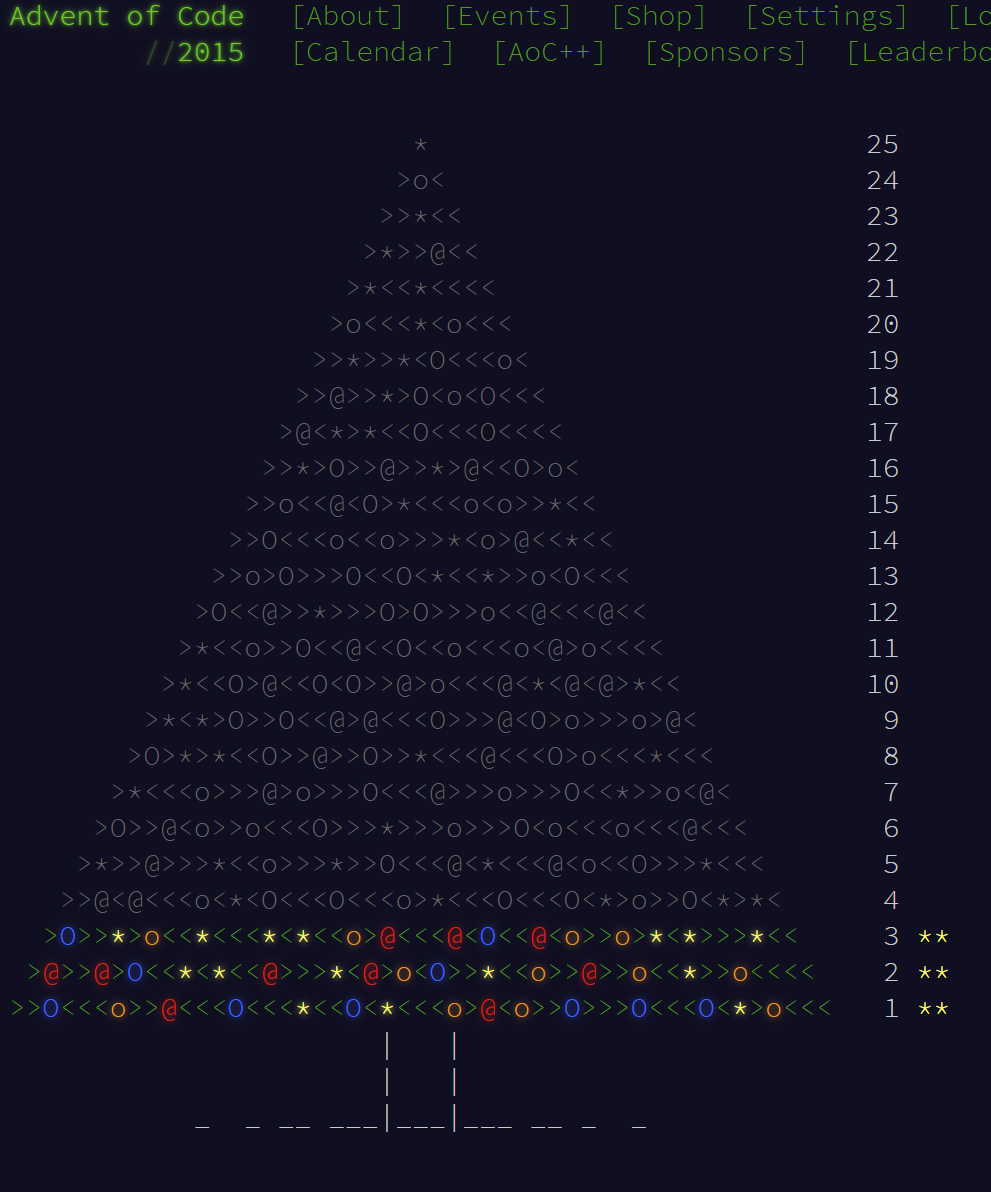 Advent of Code [About] [Events] [Shop] [Settings] [Lo
//2015 [Calendar] [AoC++] [Sponsors] [Leaderbo
* 25
>o< 24
>>*<< 23
>*>>@<< 22
>*<<*<<<< 21
>o<<<*<o<<< 20
>>*>>*<O<<<o< 19
>>@>>*>O<o<O<<< 18
>@<*>*<<O<<<O<<<< 17
>>*>O>>@>>*>@<<O>o< 16
>>o<<@<O>*<<<o<o>>*<< 15
>>O<<<o<<o>>>*<o>@<<*<< 14
>>o>O>>>O<<O<*<<*>>o<O<<< 13
>O<<@>>*>>>O>O>>>o<<@<<<@<< 12
>*<<o>>O<<@<<O<<o<<<o<@>o<<<< 11
>*<<O>@<<O<O>>@>o<<<@<*<@<@>*<< 10
>*<*>O>>O<<@>@<<<O>>>@<O>o>>>o>@< 9
>O>*>*<<O>>@>>O>>*<<<@<<<O>o<<<*<<< 8
>*<<<o>>>@>o>>>O<<<@>>>o>>>O<<*>>o<@< 7
>O>>@<o>>o<<<O>>>*>>>o>>>O<o<<<o<<<@<<< 6
>*>>@>>>*<<o>>>*>>O<<<@<*<<<@<o<<O>>>*<<< 5
>>@<@<<<o<*<O<<<O<<<o>*<<<O<<<O<*>o>>O<*>*< 4
>O>>*>o<<*<<<*<*<<o>@<<<@<O<<@<o>>o>*<*>>>*<< 3 **
>@>>@>O<<*<*<<@>>>*<@>o<O>>*<<o>>@>>o<<*>>o<<<< 2 **
>>O<<<o>>@<<<O<<<*<<O<*<<<o>@<o>>O>>>O<<<O<*>o<<< 1 **
| |
| |
_ _ __ ___|___|___ __ _ _